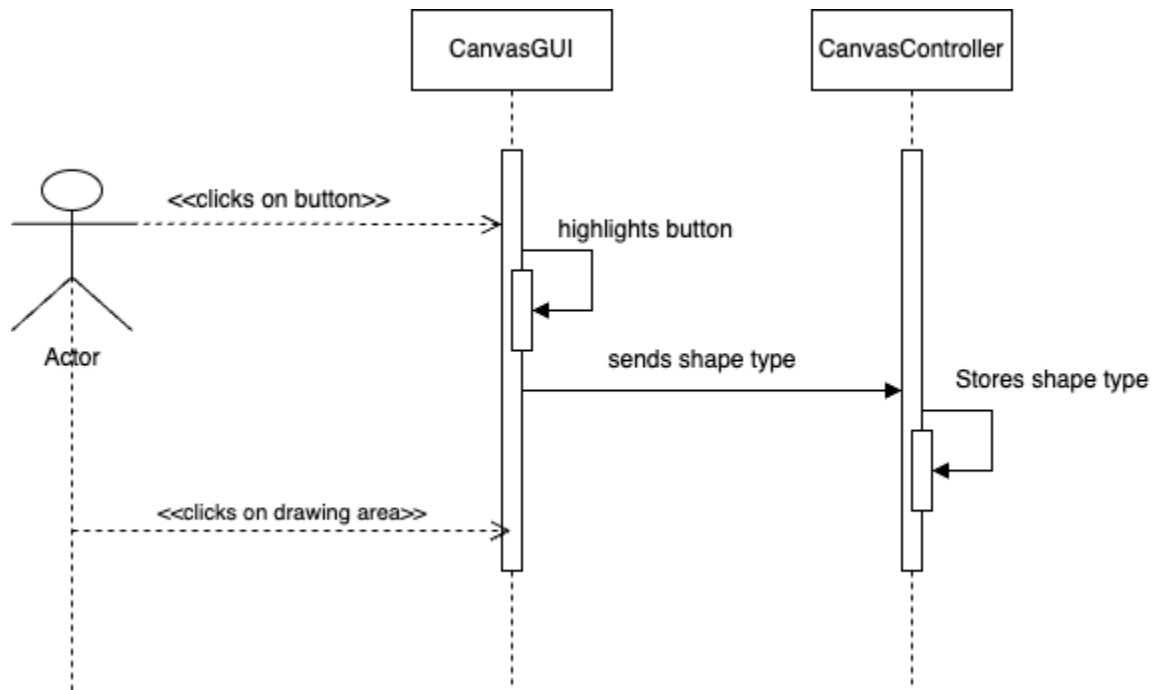 CanvasGUI
CanvasController
<<clicks on button>>
highlights button
Actor
sends shape type
Stores shape type
<<clicks on drawing area>>